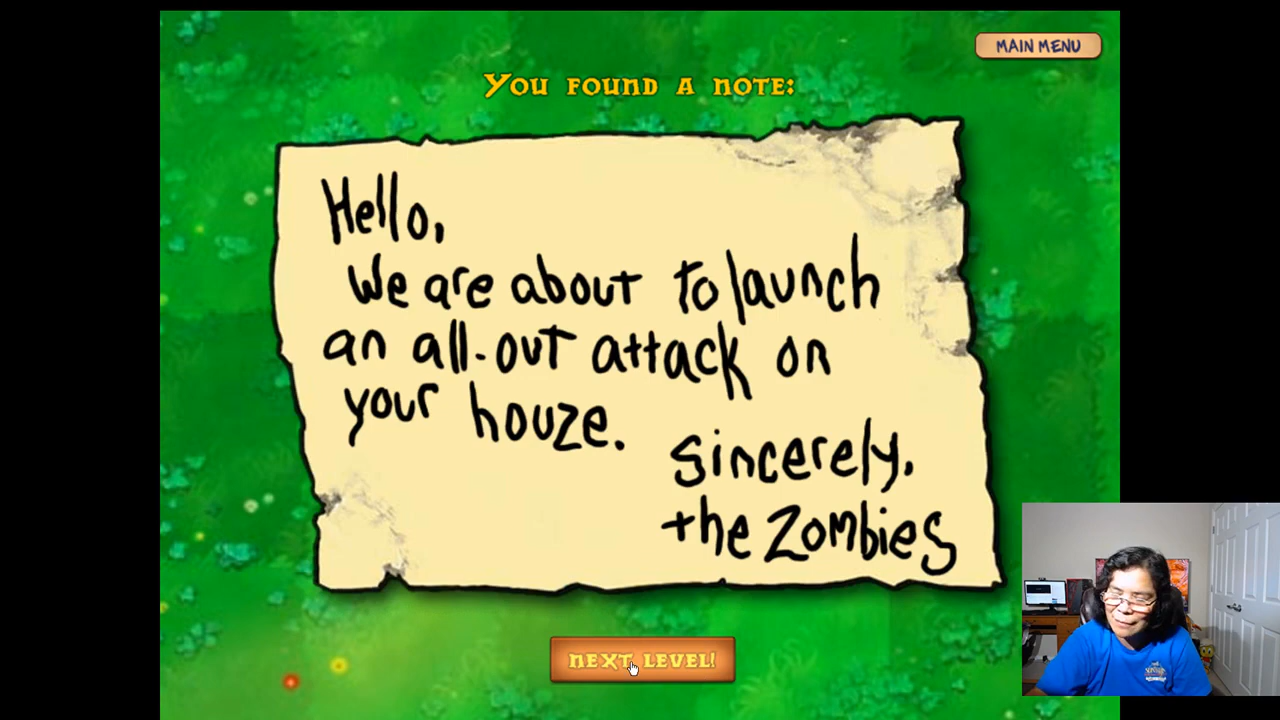 MAIN MENU
YOU FOUND A NOTE:
Hello,
We are about to launch
an all-out attack on
your houze.
Sincerely,
the Zombies
NEXT LEVEL!